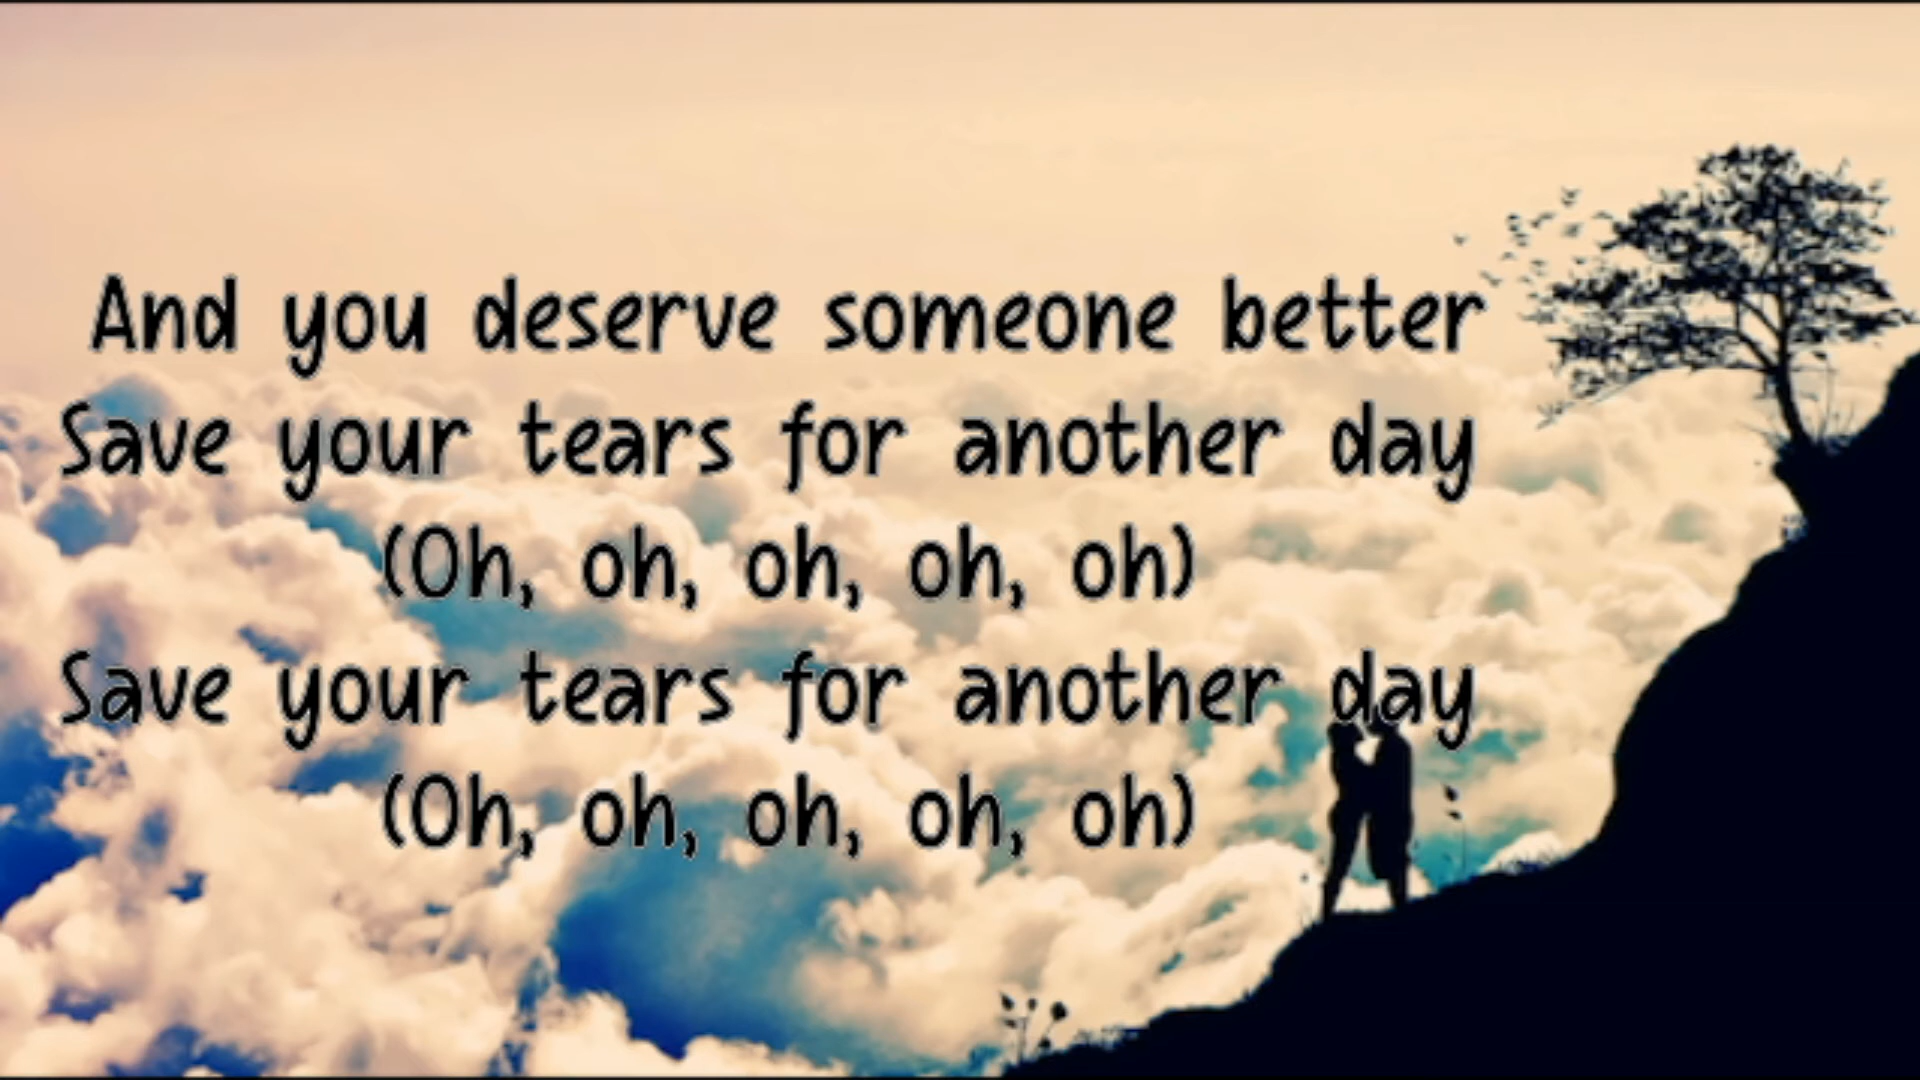 And you deserve someone better
Save your tears for another day
(Oh, oh, oh, oh, oh)
Save your tears for another day
(Oh, oh, oh, oh, oh)